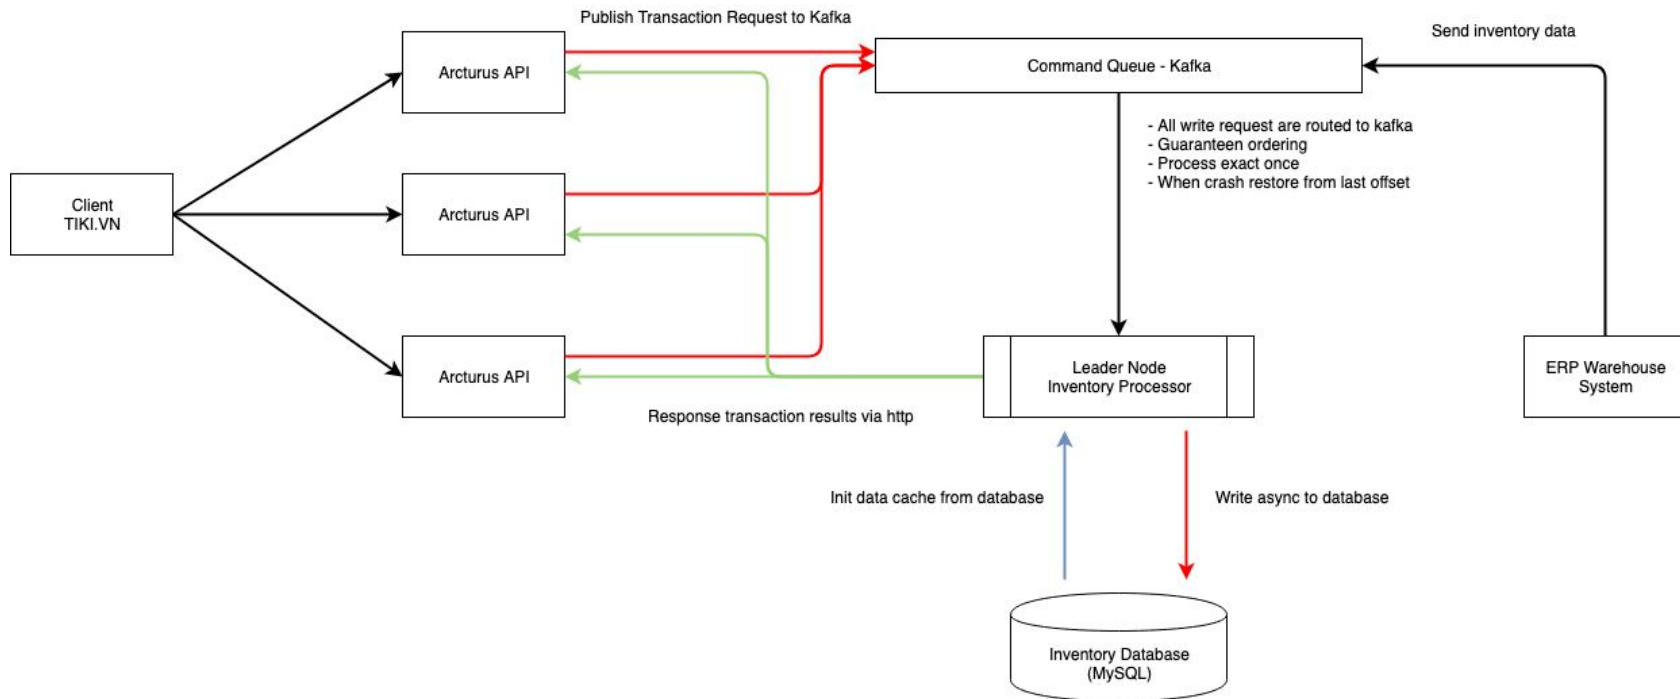 Publish Transaction Request to Kafka
Send inventory data
Arcturus API
Command Queue - Kafka
- All write request are routed to kafka
- Guaranteen ordering
- Process exact once
- When crash restore from last offset
Client
TIKI.VN
Arcturus API
Arcturus API
Leader Node
Inventory Processor
ERP Warehouse
System
Response transaction results via http
Init data cache from database
Write async to database
Inventory Database
(MySQL)